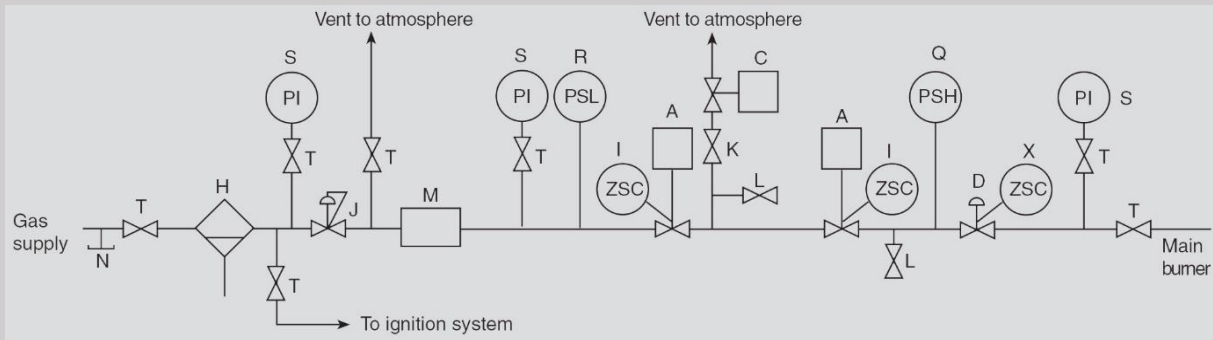 Vent to atmosphere
Vent to atmosphere
S
S
R
C
Q
PI
PI
PSL
A
A
PSH
PI
S
T
T
T
K
I
I
D
X
T
H
M
L
ZSC
ZSC
ZSC
Gas
supply
T
J
T
Main
burner
N
T
L
To ignition system